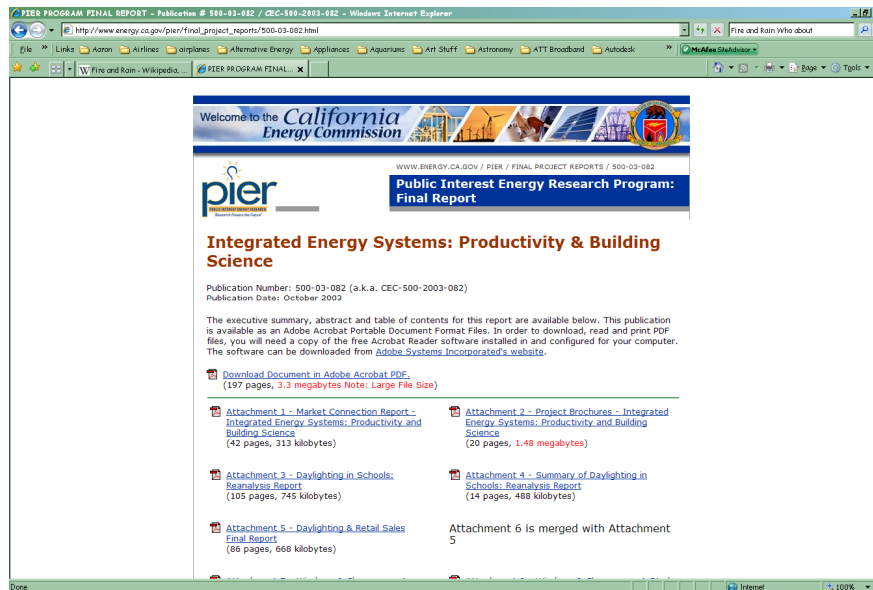 PIER PROGRAM FINAL REPORT - Publication # 500-03-082 / CEC-500-2003-082 - Windows Internet Explorer
http://www.energy.ca.gov/pier/final_project_reports/500-03-082.html
Fire and Rain Who about
File » Links Aaron Airlines airplanes Alternative Energy Appliances Aquariums Art Stuff Astronomy ATT Broadband Autodesk » McAfee SiteAdvisor
Fire and Rain - Wikipedia, ... PIER PROGRAM FINAL... Page Tools
Welcome to the California
Energy Commission
WWW.ENERGY.CA.GOV / PIER / FINAL PROJECT REPORTS / 500-03-082
pier
PUBLIC INTEREST ENERGY RESEARCH
"Research Powers the Future"
Public Interest Energy Research Program:
Final Report
Integrated Energy Systems: Productivity & Building
Science
Publication Number: 500-03-082 (a.k.a. CEC-500-2003-082)
Publication Date: October 2003
The executive summary, abstract and table of contents for this report are available below. This publication
is available as an Adobe Acrobat Portable Document Format Files. In order to download, read and print PDF
files, you will need a copy of the free Acrobat Reader software installed in and configured for your computer.
The software can be downloaded from Adobe Systems Incorporated's website.
Download Document in Adobe Acrobat PDF.
(197 pages, 3.3 megabytes Note: Large File Size)
Attachment 1 - Market Connection Report -
Integrated Energy Systems: Productivity and
Building Science
(42 pages, 313 kilobytes)
Attachment 2 - Project Brochures - Integrated
Energy Systems: Productivity and Building
Science
(20 pages, 1.48 megabytes)
Attachment 3 - Daylighting in Schools:
Reanalysis Report
(105 pages, 745 kilobytes)
Attachment 4 - Summary of Daylighting in
Schools: Reanalysis Report
(14 pages, 488 kilobytes)
Attachment 5 - Daylighting & Retail Sales
Final Report
(86 pages, 668 kilobytes)
Attachment 6 is merged with Attachment
5
Done Internet 100%